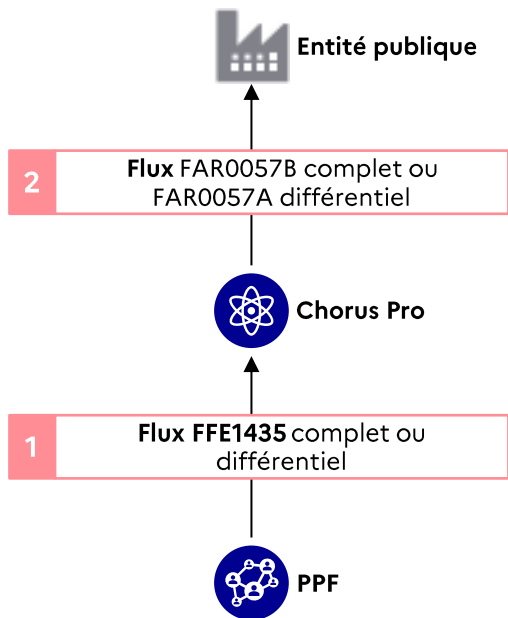 Entité publique
2
Flux FAR0057B complet ou
FAR0057A différentiel
Chorus Pro
1
Flux FFE1435 complet ou
différentiel
PPF